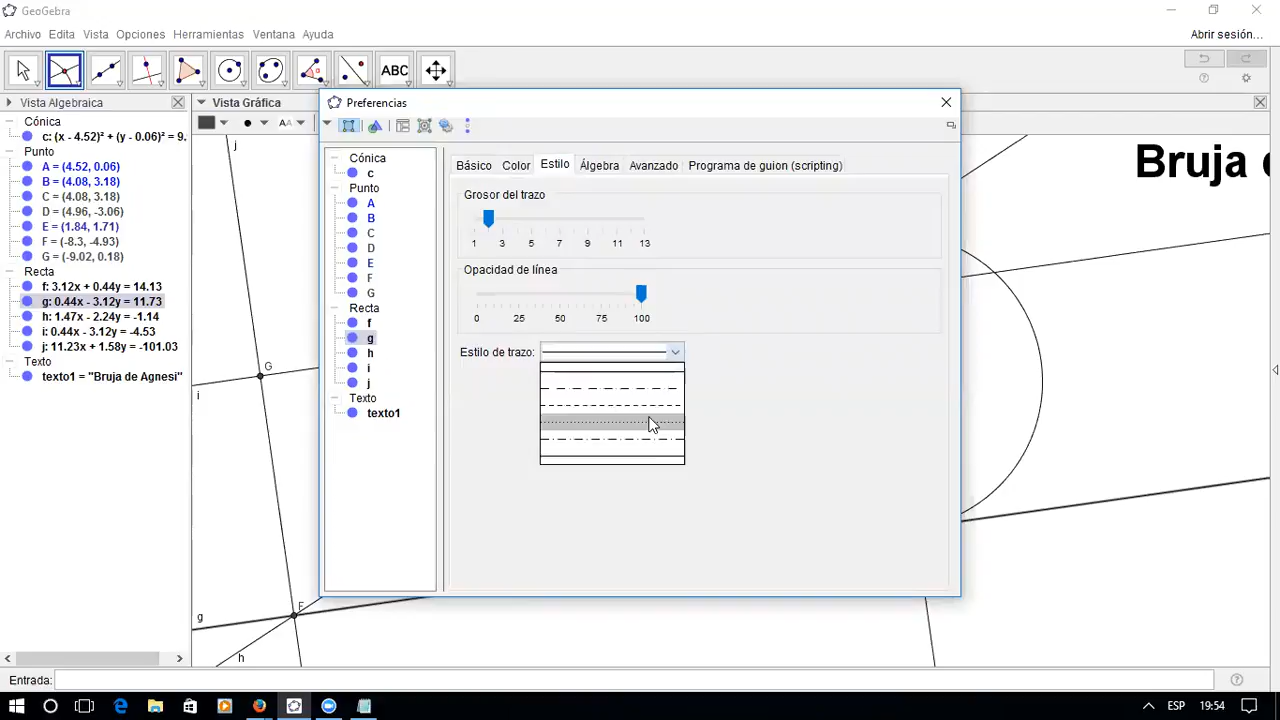 GeoGebra
Archivo Edita Vista Opciones Herramientas Ventana Ayuda
Abrir sesión...
ABC
Vista Algebraica
Vista Gráfica
AA
Cónica
c: (x - 4.52)² + (y - 0.06)² = 9.
Punto
A = (4.52, 0.06)
B = (4.08, 3.18)
C = (4.08, 3.18)
D = (4.96, -3.06)
E = (1.84, 1.71)
F = (-8.3, -4.93)
G = (-9.02, 0.18)
Recta
f: 3.12x + 0.44y = 14.13
g: 0.44x - 3.12y = 11.73
h: 1.47x - 2.24y = -1.14
i: 0.44x - 3.12y = -4.53
j: 11.23x + 1.58y = -101.03
Texto
texto1 = "Bruja de Agnesi"
j
G
i
F
g
h
Bruja
Preferencias
Cónica
c
Punto
A
B
C
D
E
F
G
Recta
f
g
h
i
j
Texto
texto1
Básico Color Estilo Álgebra Avanzado Programa de guion (scripting)
Grosor del trazo
1 3 5 7 9 11 13
Opacidad de línea
0 25 50 75 100
Estilo de trazo:
Entrada:
ESP 19:54